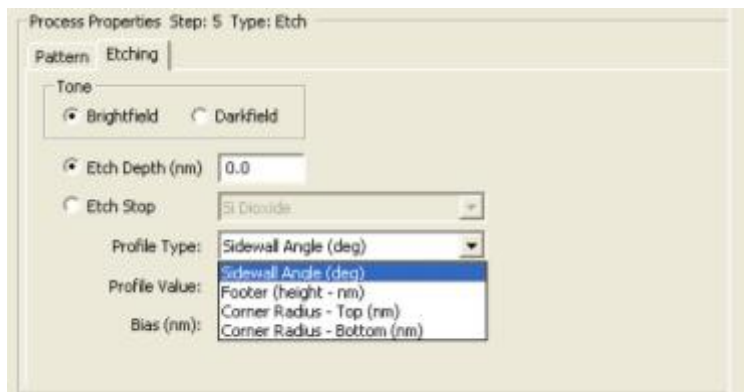 Process Properties Step: 5 Type: Etch
Pattern Etching
Tone
Brightfield Darkfield
Etch Depth (nm) 0.0
Etch Stop Si Dioxide
Profile Type: Sidewall Angle (deg)
Sidewall Angle (deg)
Profile Value: Footer (height - nm)
Corner Radius - Top (nm)
Bias (nm): Corner Radius - Bottom (nm)